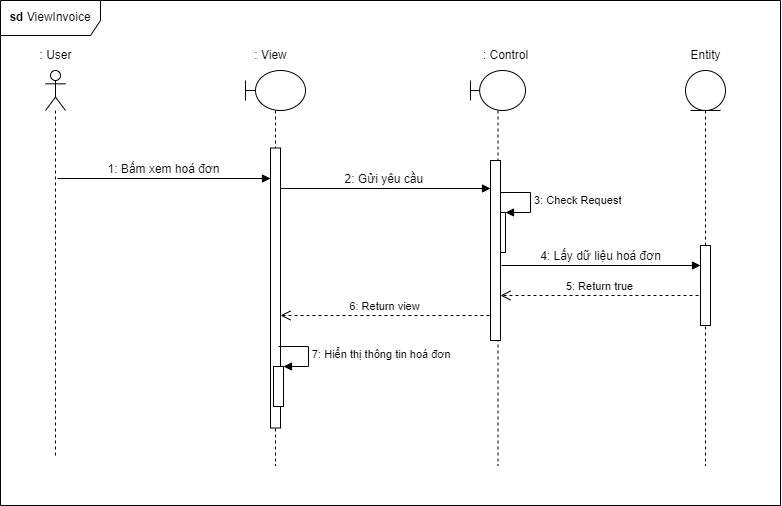 sd ViewInvoice
: User
: View
: Control
Entity
1: Bấm xem hoá đơn
2: Gửi yêu cầu
3: Check Request
4: Lấy dữ liệu hoá đơn
5: Return true
6: Return view
7: Hiển thị thông tin hoá đơn